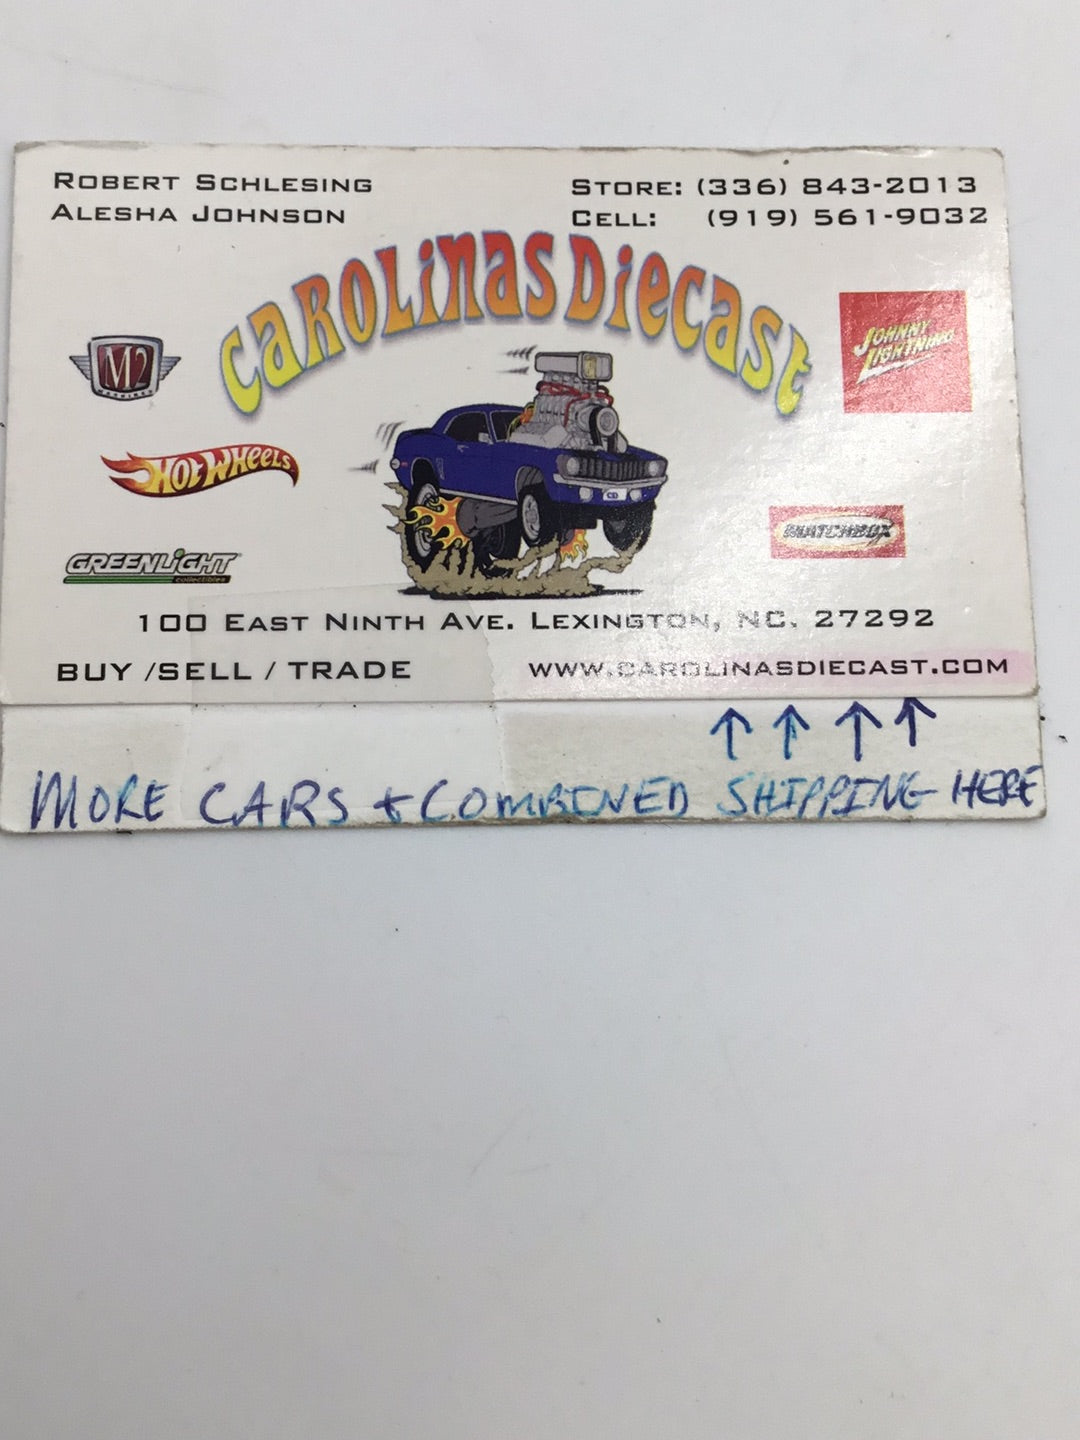 ROBERT SCHLESING
ALESHA JOHNSON
STORE: (336) 843-2013
CELL: (919) 561-9032
CAROLINAS DIECAST
M2
MACHINES
JOHNNY LIGHTNING
HOT WHEELS
MATCHBOX
GREENLIGHT
collectibles
100 EAST NINTH AVE. LEXINGTON, NC. 27292
BUY /SELL / TRADE
WWW.CAROLINASDIECAST.COM
MORE CARS + COMBINED SHIPPING HERE